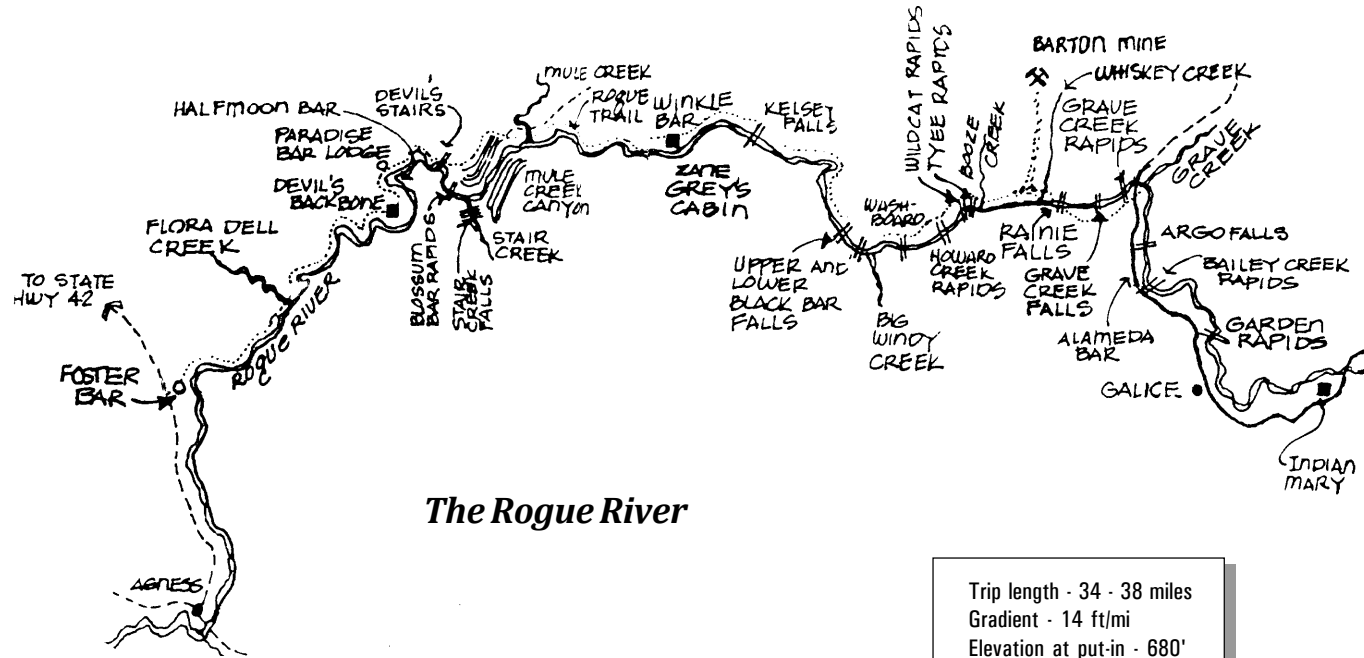 MULE CREEK
DEVILS
STAIRS
HALFMOON BAR
PARADISE
BAR LODGE
DEVIL'S
BACKBONE
FLORA DELL
CREEK
TO STATE
HWY 42
FOSTER
BAR
ROGUE RIVER
AGNESS
BLOSSUM
BAR RAPIDS
STAIR
CREEK
FALLS
STAIR
CREEK
MULE
CREEK
CANYON
ROGUE
TRAIL
WINKLE
BAR
ZANE
GREY'S
CABIN
KELSEY
FALLS
WILDCAT RAPIDS
TYEE RAPIDS
BOOZE
CREEK
BARTON MINE
WHISKEY CREEK
GRAVE
CREEK
RAPIDS
GRAVE
CREEK
WASH-
BOARD
UPPER AND
LOWER
BLACK BAR
FALLS
BIG
WINDY
CREEK
HOWARD
CREEK
RAPIDS
RAINIE
FALLS
GRAVE
CREEK
FALLS
ARGO FALLS
BAILEY CREEK
RAPIDS
ALAMEDA
BAR
GARDEN
RAPIDS
GALICE
INDIAN
MARY
The Rogue River
Trip length - 34 - 38 miles
Gradient - 14 ft/mi
Elevation at put-in - 680'